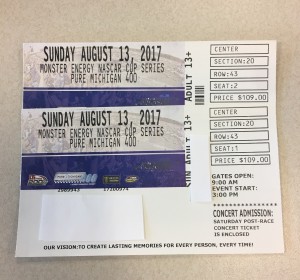 SUNDAY AUGUST 13, 2017
MONSTER ENERGY NASCAR CUP SERIES
PURE MICHIGAN 400
ADULT 13+
CENTER
SECTION:20
ROW:43
SEAT:2
PRICE $109.00
SUNDAY AUGUST 13, 2017
MONSTER ENERGY NASCAR CUP SERIES
PURE MICHIGAN 400
SUN ADULT 13+
CENTER
SECTION:20
ROW:43
SEAT:1
PRICE $109.00
GATES OPEN:
9:00 AM
EVENT START:
3:00 PM
CONCERT ADMISSION:
SATURDAY POST-RACE
CONCERT TICKET
IS ENCLOSED
OUR VISION:TO CREATE LASTING MEMORIES FOR EVERY PERSON, EVERY TIME!